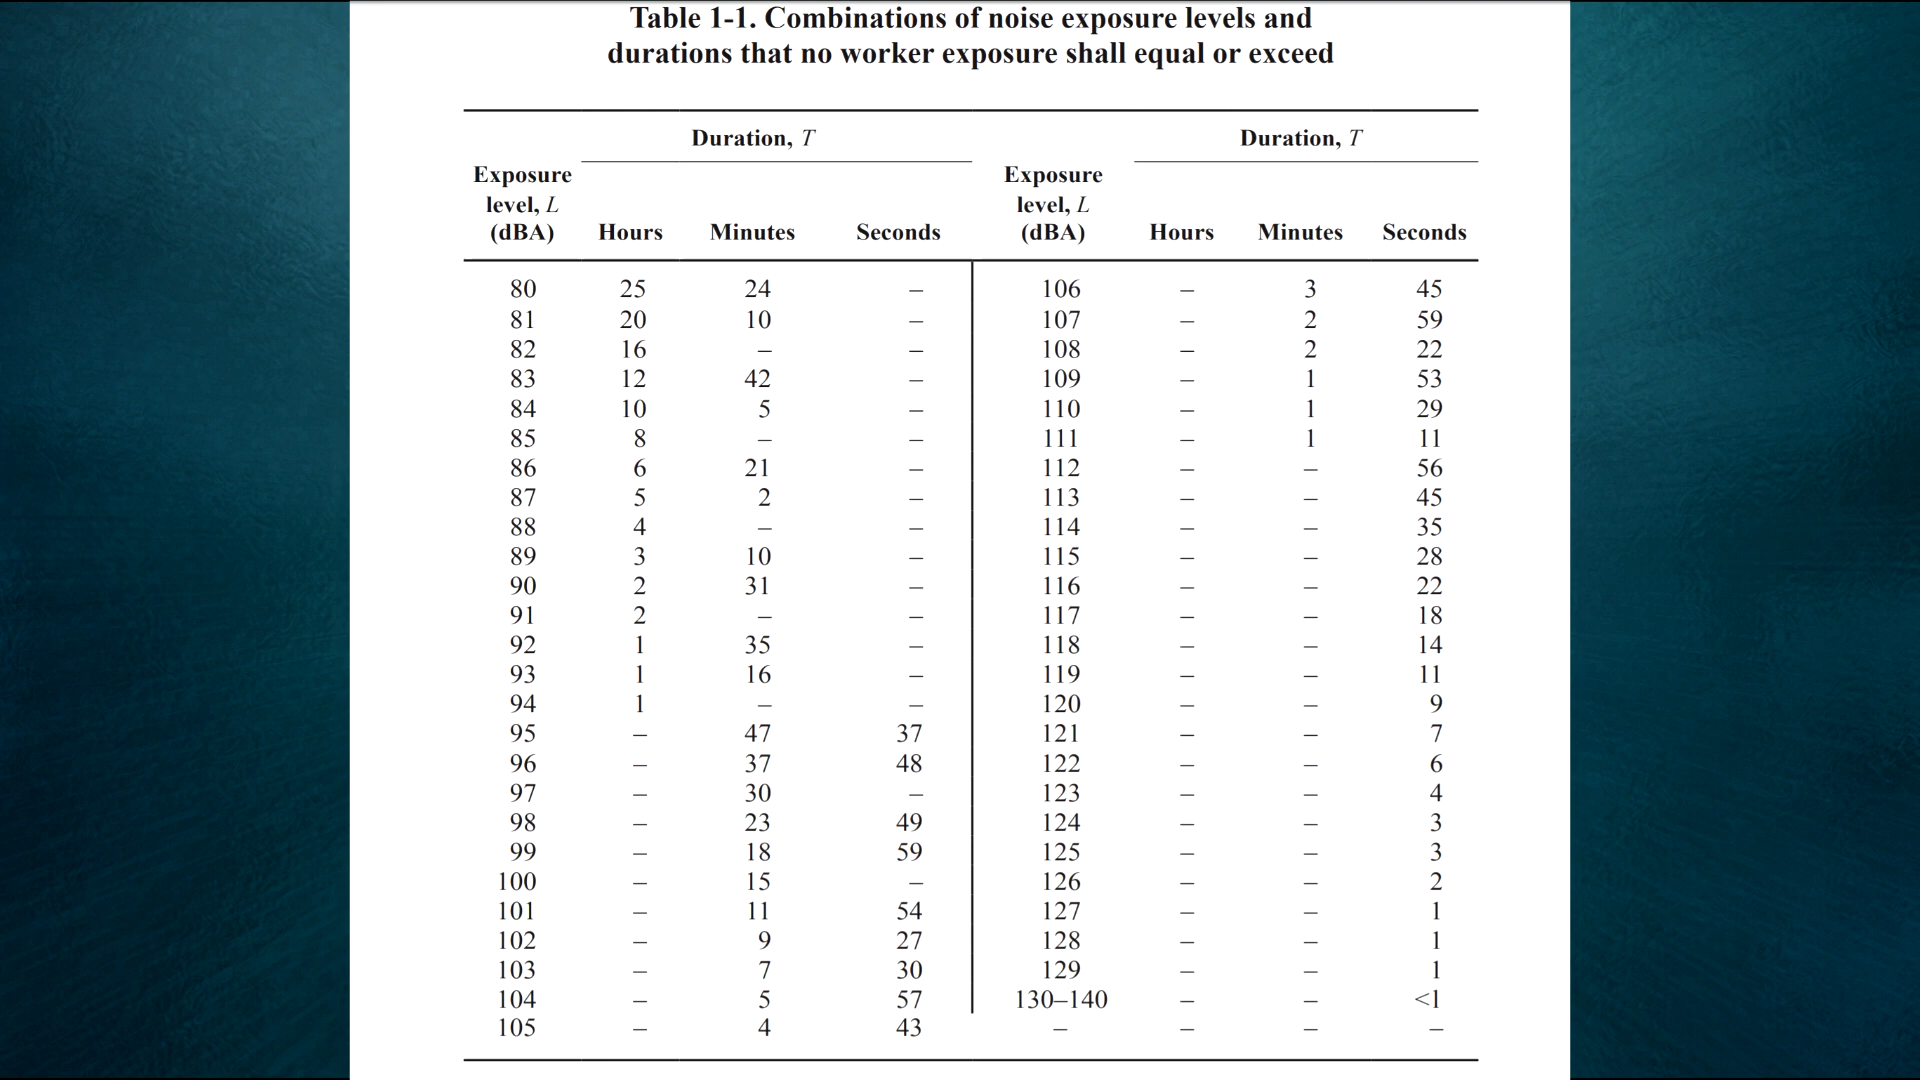 Table 1-1. Combinations of noise exposure levels and
durations that no worker exposure shall equal or exceed
Duration, T Duration, T
Exposure Exposure
level, L level, L
(dBA) Hours Minutes Seconds (dBA) Hours Minutes Seconds
80 25 24 – 106 – 3 45
81 20 10 – 107 – 2 59
82 16 – – 108 – 2 22
83 12 42 – 109 – 1 53
84 10 5 – 110 – 1 29
85 8 – – 111 – 1 11
86 6 21 – 112 – – 56
87 5 2 – 113 – – 45
88 4 – – 114 – – 35
89 3 10 – 115 – – 28
90 2 31 – 116 – – 22
91 2 – – 117 – – 18
92 1 35 – 118 – – 14
93 1 16 – 119 – – 11
94 1 – – 120 – – 9
95 – 47 37 121 – – 7
96 – 37 48 122 – – 6
97 – 30 – 123 – – 4
98 – 23 49 124 – – 3
99 – 18 59 125 – – 3
100 – 15 – 126 – – 2
101 – 11 54 127 – – 1
102 – 9 27 128 – – 1
103 – 7 30 129 – – 1
104 – 5 57 130–140 – – <1
105 – 4 43 – – – –